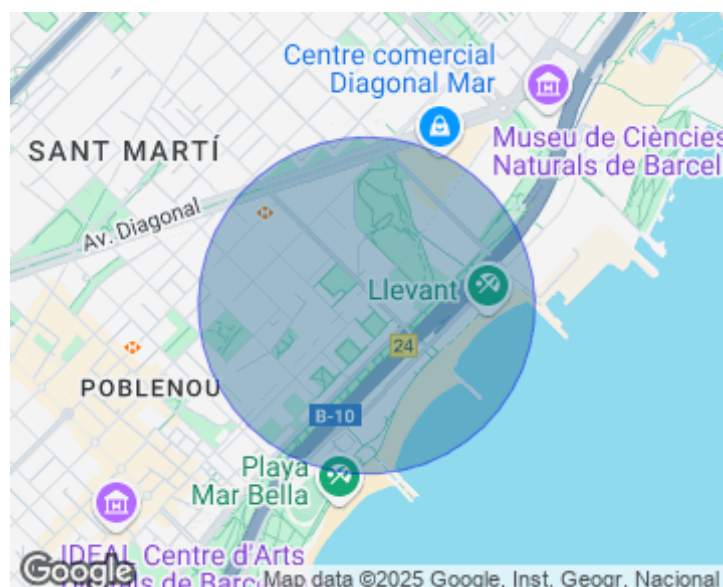 Centre comercial
Diagonal Mar
Museu de Ciències
Naturals de Barcel
SANT MARTÍ
Av. Diagonal
Llevant
24
POBLENOU
B-10
Playa
Mar Bella
IDEAL Centre d'Arts
Google
Map data ©2025 Google, Inst. Geogr. Nacional